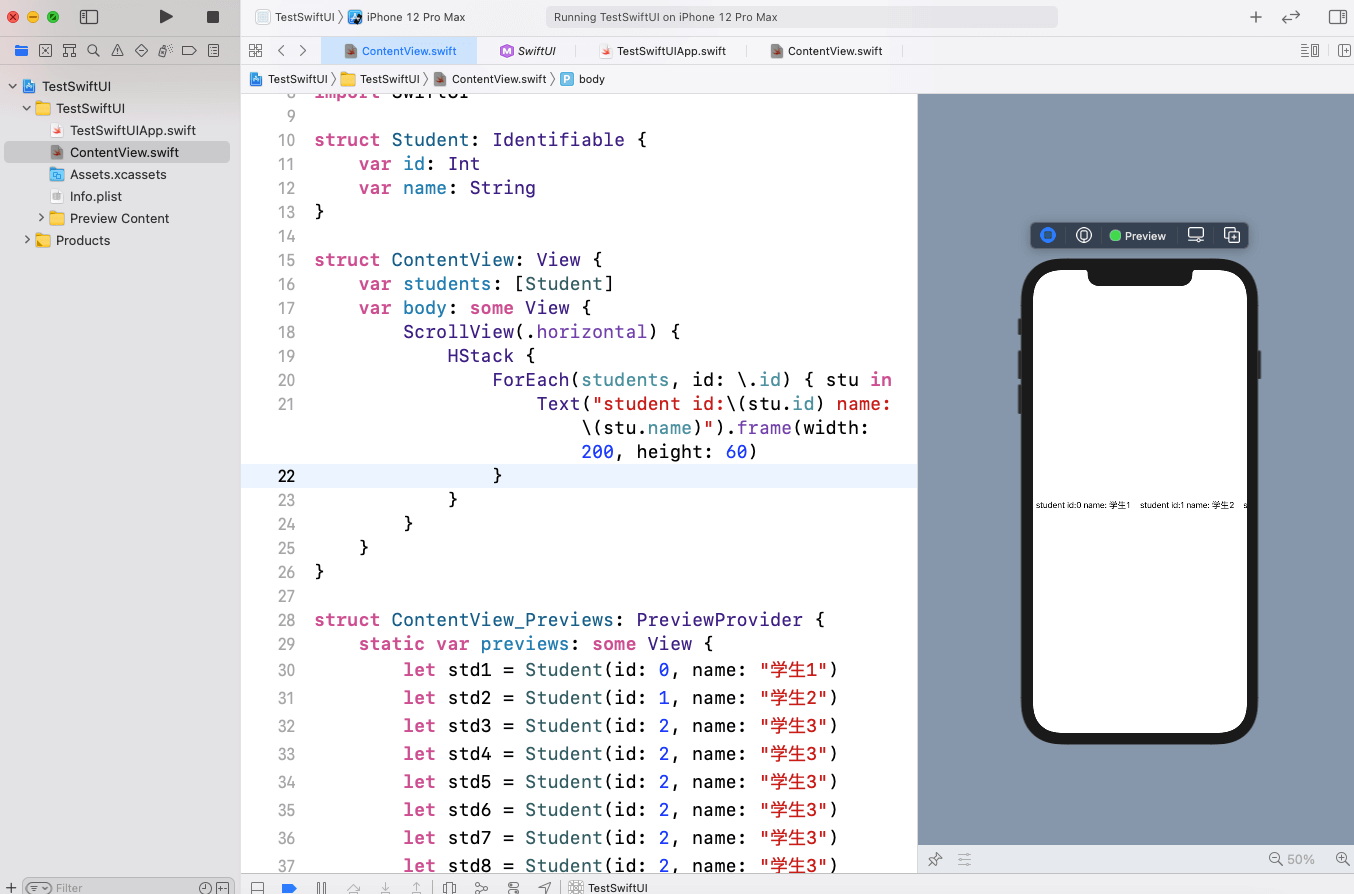 TestSwiftUI 〉 iPhone 12 Pro Max
Running TestSwiftUI on iPhone 12 Pro Max
ContentView.swift
SwiftUI
TestSwiftUIApp.swift
ContentView.swift
TestSwiftUI 〉 TestSwiftUI 〉 ContentView.swift 〉 P body
TestSwiftUI
TestSwiftUI
TestSwiftUIApp.swift
ContentView.swift
Assets.xcassets
Info.plist
Preview Content
Products
Filter
8 import SwiftUI
9
10 struct Student: Identifiable {
11     var id: Int
12     var name: String
13 }
14
15 struct ContentView: View {
16     var students: [Student]
17     var body: some View {
18         ScrollView(.horizontal) {
19             HStack {
20                 ForEach(students, id: \.id) { stu in
21                     Text("student id:\(stu.id) name:
\(stu.name)").frame(width:
200, height: 60)
22                 }
23             }
24         }
25     }
26 }
27
28 struct ContentView_Previews: PreviewProvider {
29     static var previews: some View {
30         let std1 = Student(id: 0, name: "学生1")
31         let std2 = Student(id: 1, name: "学生2")
32         let std3 = Student(id: 2, name: "学生3")
33         let std4 = Student(id: 2, name: "学生3")
34         let std5 = Student(id: 2, name: "学生3")
35         let std6 = Student(id: 2, name: "学生3")
36         let std7 = Student(id: 2, name: "学生3")
37         let std8 = Student(id: 2, name: "学生3")
Preview
student id:0 name: 学生1 student id:1 name: 学生2 s
50%
TestSwiftUI